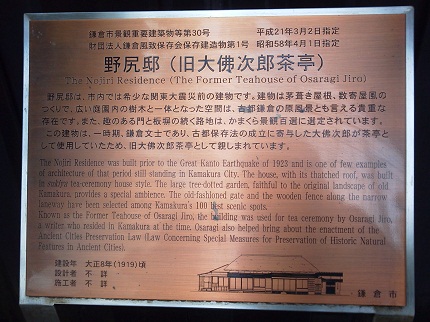 鎌倉市景観重要建築物等第30号　平成21年3月2日指定
財団法人鎌倉風致保存会保存建造物第1号　昭和58年4月1日指定
野尻邸（旧大佛次郎茶亭）
The Nojiri Residence (The Former Teahouse of Osaragi Jiro)
野尻邸は、市内では希少な関東大震災前の建物です。建物は茅葺き屋根、数寄屋風の
つくりで、広い庭園内の樹木と一体となった空間は、古都鎌倉の原風景とも言える貴重な
存在です。また、趣のある門と板塀の続く路地は、かまくら景観百選に選定されています。
この建物は、一時期、鎌倉文士であり、古都保存法の成立に寄与した大佛次郎が茶亭と
して使用していたため、旧大佛次郎茶亭として親しまれています。
The Nojiri Residence was built prior to the Great Kanto Earthquake of 1923 and is one of few examples
of architecture of that period still standing in Kamakura City. The house, with its thatched roof, was built
in sukiya tea-ceremony house style. The large tree-dotted garden, faithful to the original landscape of old
Kamakura, provides a special ambience. The old-fashioned gate and the wooden fence along the narrow
laneway have been selected among Kamakura's 100 best scenic spots.
Known as the Former Teahouse of Osaragi Jiro, the building was used for tea ceremony by Osaragi Jiro,
a writer who resided in Kamakura at the time. Osaragi also helped bring about the enactment of the
Ancient Cities Preservation Law (Law Concerning Special Measures for Preservation of Historic Natural
Features in Ancient Cities).
建設年　大正8年(1919)頃
設計者　不詳
施工者　不詳
鎌倉市